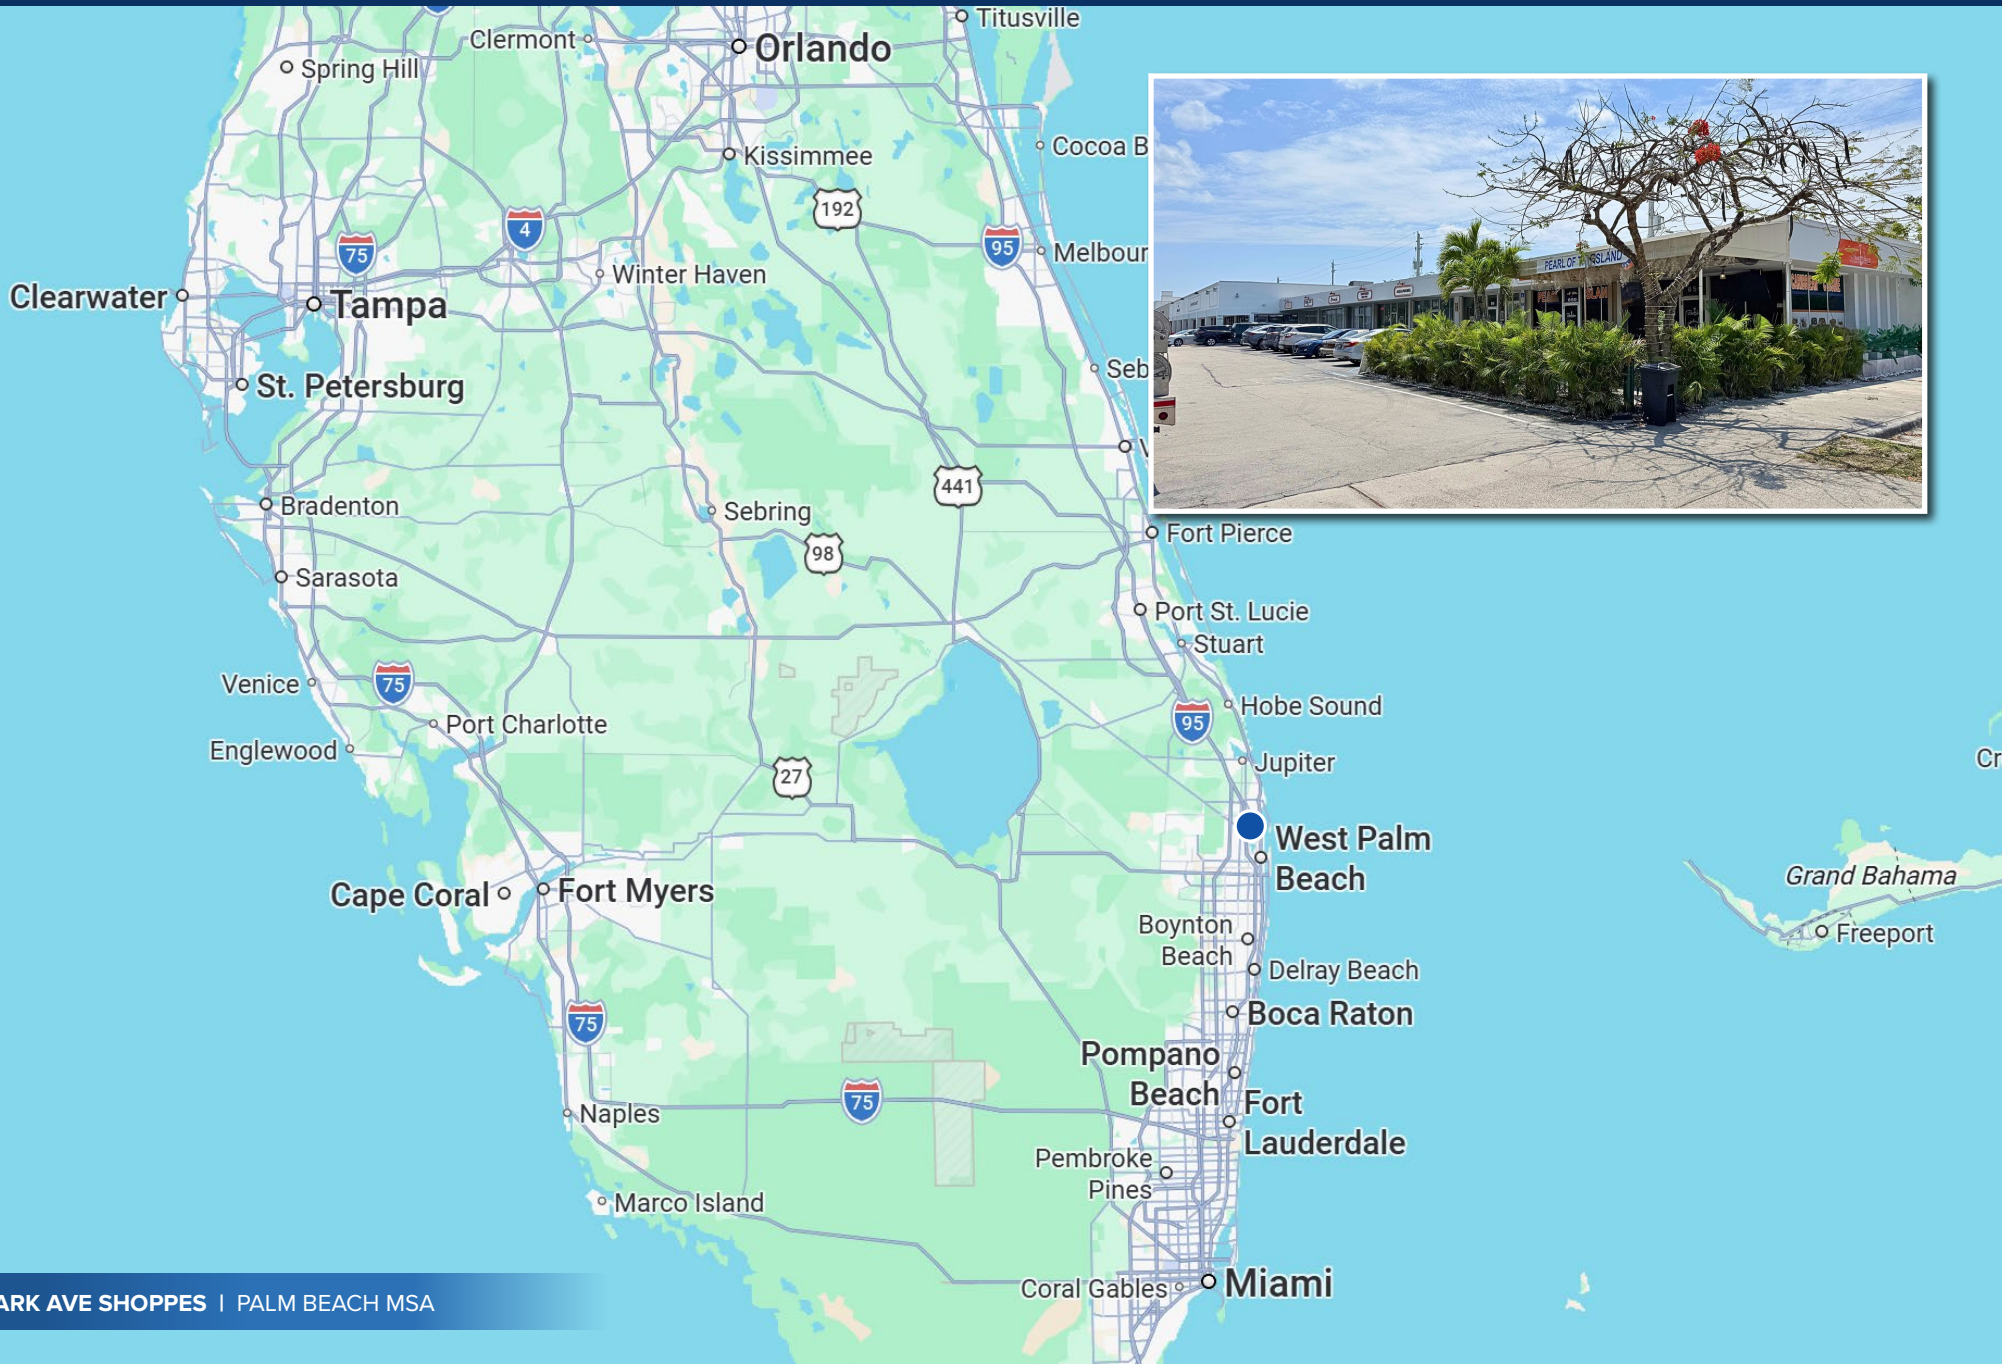 Titusville
Clermont
Orlando
Spring Hill
Cocoa B
Kissimmee
192
4
75
95
Melbour
Winter Haven
Clearwater
Tampa
PEARL OF
ISLAND
Seb
St. Petersburg
V
441
Bradenton
Sebring
Fort Pierce
98
Sarasota
Port St. Lucie
Stuart
Venice
75
Hobe Sound
95
Port Charlotte
Englewood
Jupiter
Cr
27
West Palm
Beach
Grand Bahama
Cape Coral
Fort Myers
Boynton
Beach
Freeport
Delray Beach
Boca Raton
75
Pompano
Beach
75
Fort
Lauderdale
Naples
Pembroke
Pines
Marco Island
Coral Gables
Miami
ARK AVE SHOPPES | PALM BEACH MSA